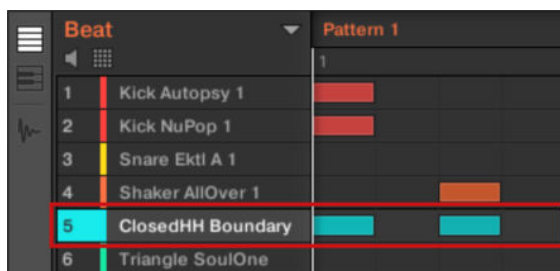 Beat Pattern 1
1
1 Kick Autopsy 1
2 Kick NuPop 1
3 Snare Ektl A 1
4 Shaker AllOver 1
5 ClosedHH Boundary
6 Triangle SoulOne